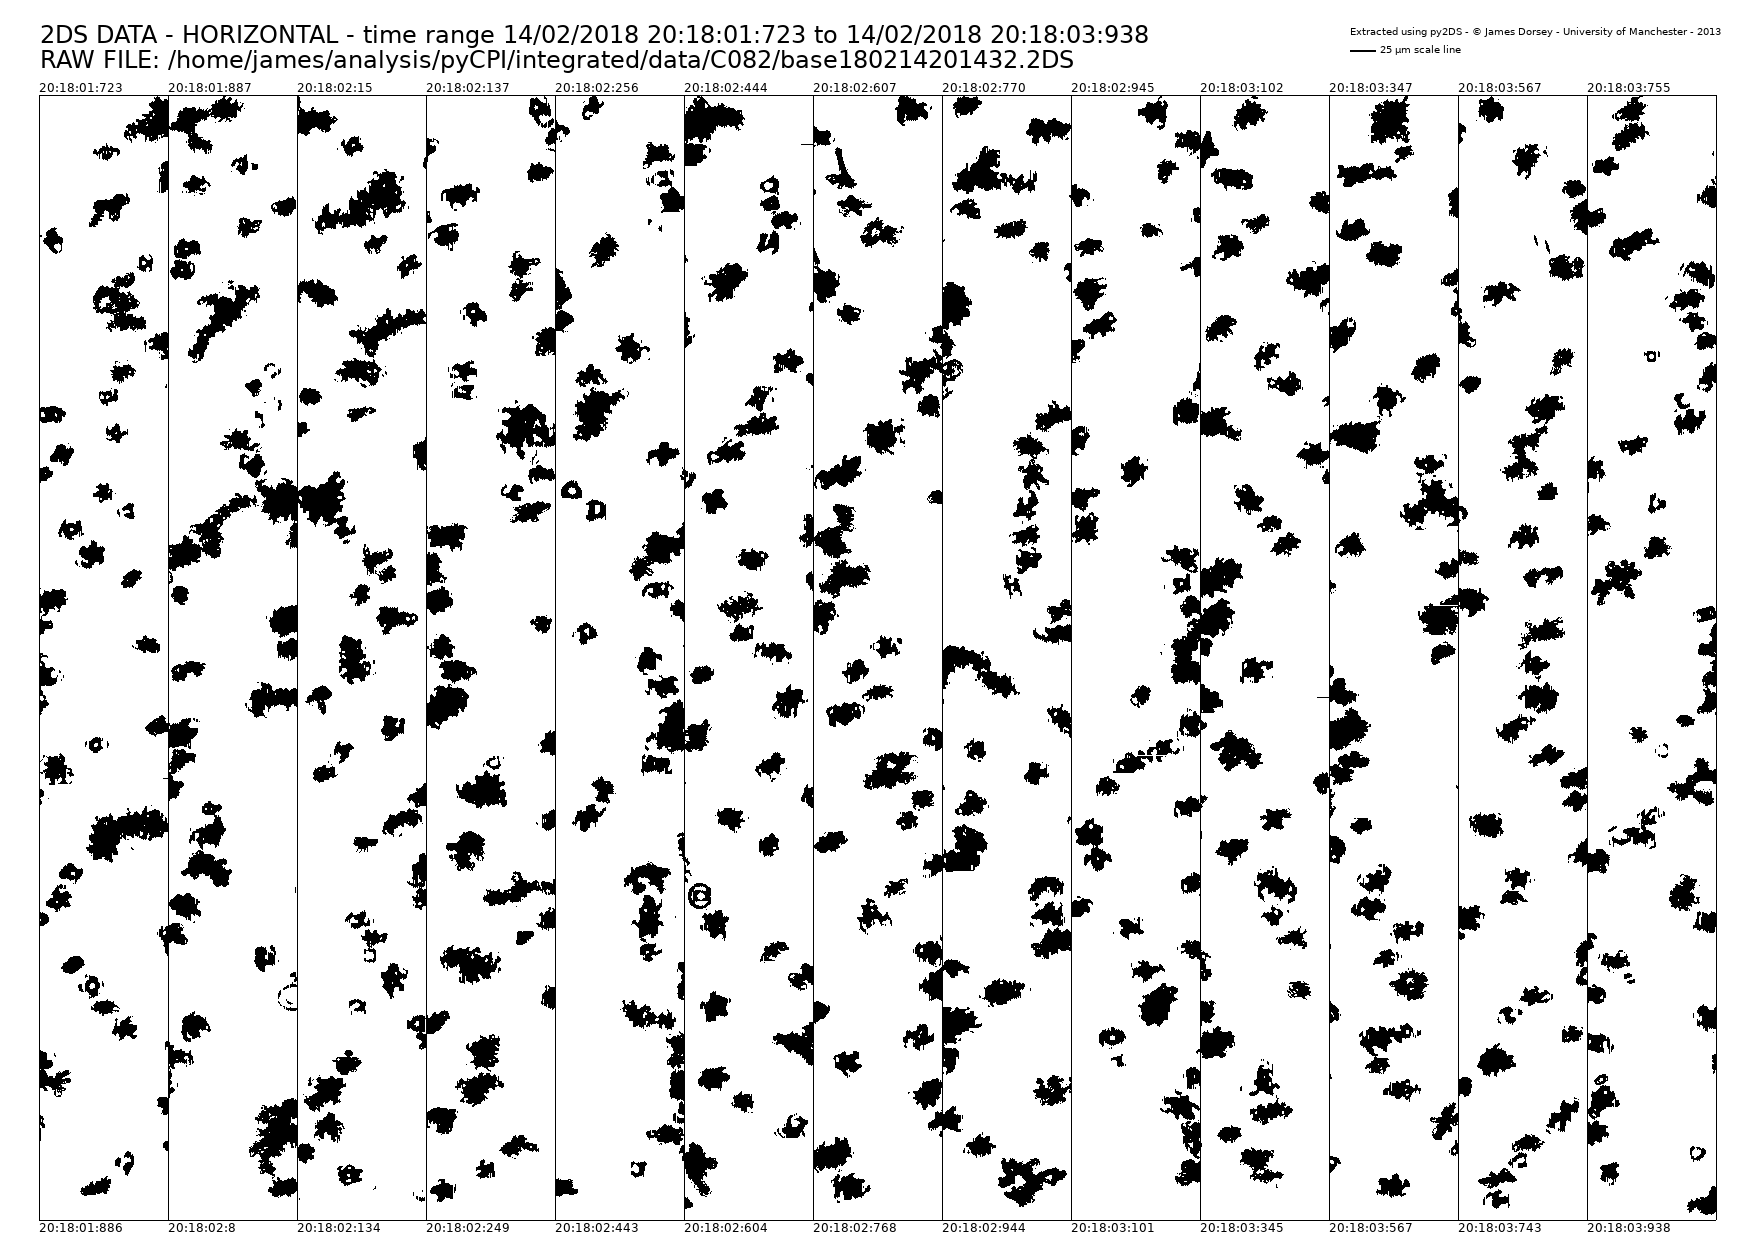 2DS DATA - HORIZONTAL - time range 14/02/2018 20:18:01:723 to 14/02/2018 20:18:03:938
RAW FILE: /home/james/analysis/pyCPI/integrated/data/C082/base180214201432.2DS
Extracted using py2DS - © James Dorsey - University of Manchester - 2013
25 µm scale line
20:18:01:723 20:18:01:887 20:18:02:15 20:18:02:137 20:18:02:256 20:18:02:444 20:18:02:607 20:18:02:770 20:18:02:945 20:18:03:102 20:18:03:347 20:18:03:567 20:18:03:755
20:18:01:886 20:18:02:8 20:18:02:134 20:18:02:249 20:18:02:443 20:18:02:604 20:18:02:768 20:18:02:944 20:18:03:101 20:18:03:345 20:18:03:567 20:18:03:743 20:18:03:938